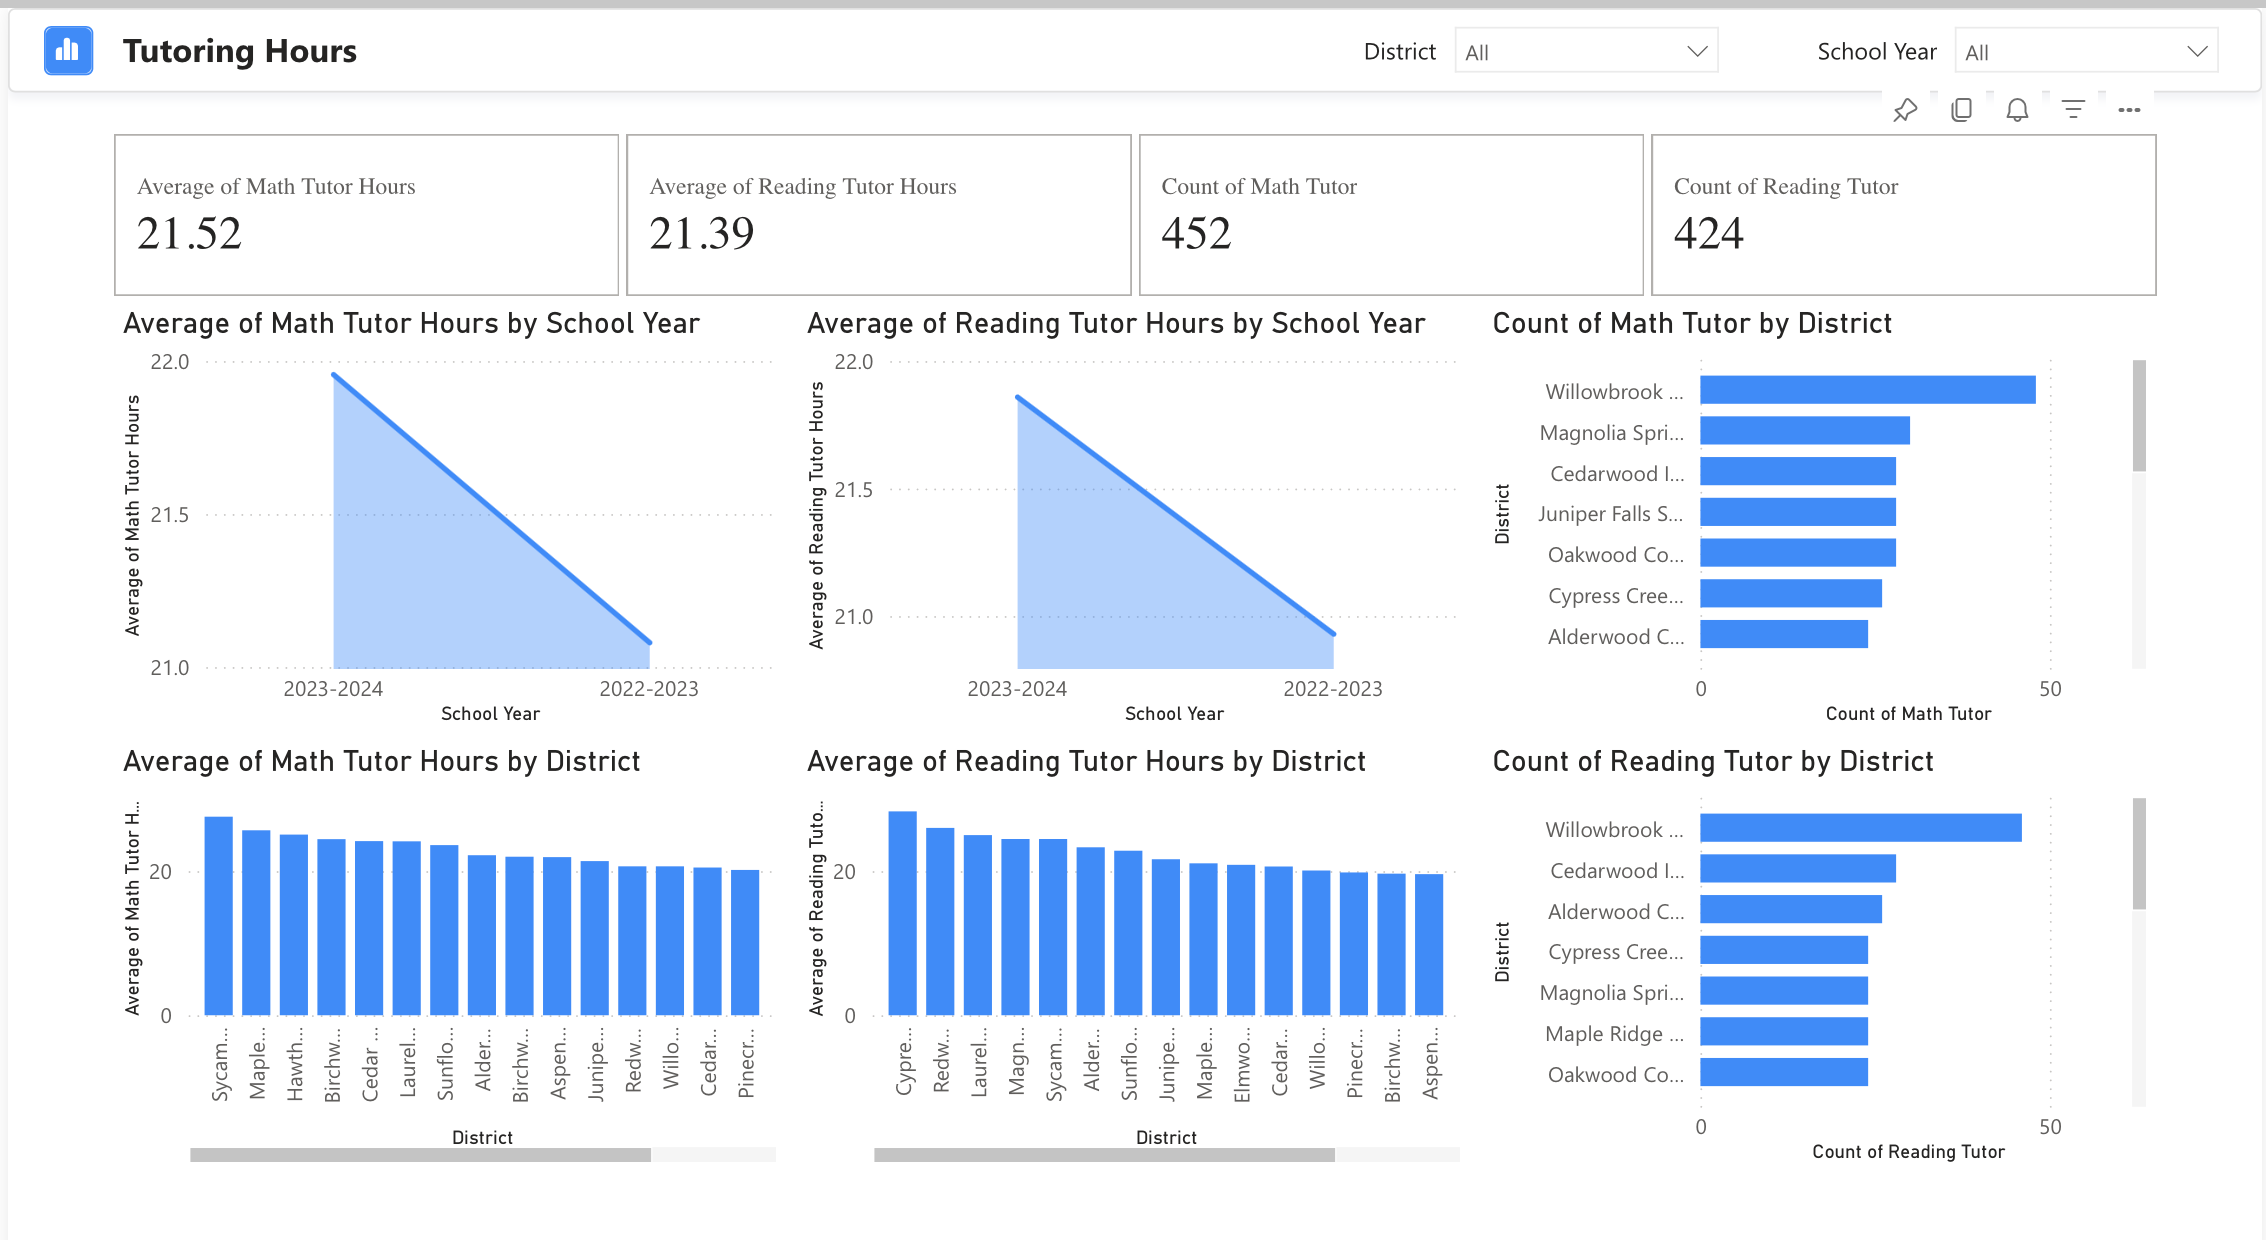 Tutoring Hours
District
All
School Year
All
Average of Math Tutor Hours
21.52
Average of Reading Tutor Hours
21.39
Count of Math Tutor
452
Count of Reading Tutor
424
Average of Math Tutor Hours by School Year
Average of Math Tutor Hours
22.0
21.5
21.0
2023-2024
2022-2023
School Year
Average of Reading Tutor Hours by School Year
Average of Reading Tutor Hours
22.0
21.5
21.0
2023-2024
2022-2023
School Year
Count of Math Tutor by District
District
Willowbrook ...
Magnolia Spri...
Cedarwood I...
Juniper Falls S...
Oakwood Co...
Cypress Cree...
Alderwood C...
0
50
Count of Math Tutor
Average of Math Tutor Hours by District
Average of Math Tutor H...
20
0
Sycam...
Maple...
Hawth...
Birchw...
Cedar ...
Laurel...
Sunflo...
Alder...
Birchw...
Aspen...
Junipe...
Redw...
Willo...
Cedar...
Pinecr...
District
Average of Reading Tutor Hours by District
Average of Reading Tuto...
20
0
Cypre...
Redw...
Laurel...
Magn...
Sycam...
Alder...
Sunflo...
Junipe...
Maple...
Elmwo...
Cedar...
Willo...
Pinecr...
Birchw...
Aspen...
District
Count of Reading Tutor by District
District
Willowbrook ...
Cedarwood I...
Alderwood C...
Cypress Cree...
Magnolia Spri...
Maple Ridge ...
Oakwood Co...
0
50
Count of Reading Tutor